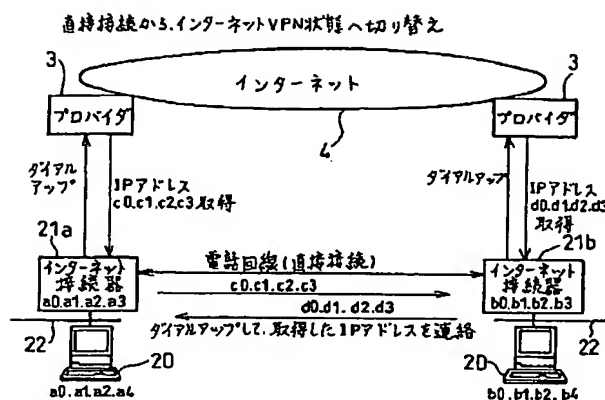 直接接続から、インターネットVPN状態へ切り替え
3
インターネット
3
プロバイダ
プロバイダ
4
ダイアル
アップ
IPアドレス
c0.c1.c2.c3.取得
ダイアルアップ
IPアドレス
d0.d1.d2.d3
取得
21a
21b
インターネット
接続器
a0.a1.a2.a3
電話回線(直接接続)
インターネット
接続器
b0.b1.b2.b3
c0.c1.c2.c3
d0.d1.d2.d3
ダイアルアップして、取得したIPアドレスを連絡
22
22
20
20
a0.a1.a2.a4
b0.b1.b2.b4